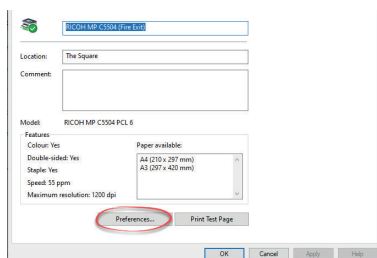 RICOH MP C5504 (Fire Exit)
Location: The Square
Comment:
Model: RICOH MP C5504 PCL 6
Features
Colour: Yes Paper available:
Double-sided: Yes A4 (210 x 297 mm)
Staple: Yes A3 (297 x 420 mm)
Speed: 55 ppm
Maximum resolution: 1200 dpi
Preferences... Print Test Page
OK Cancel Apply Help